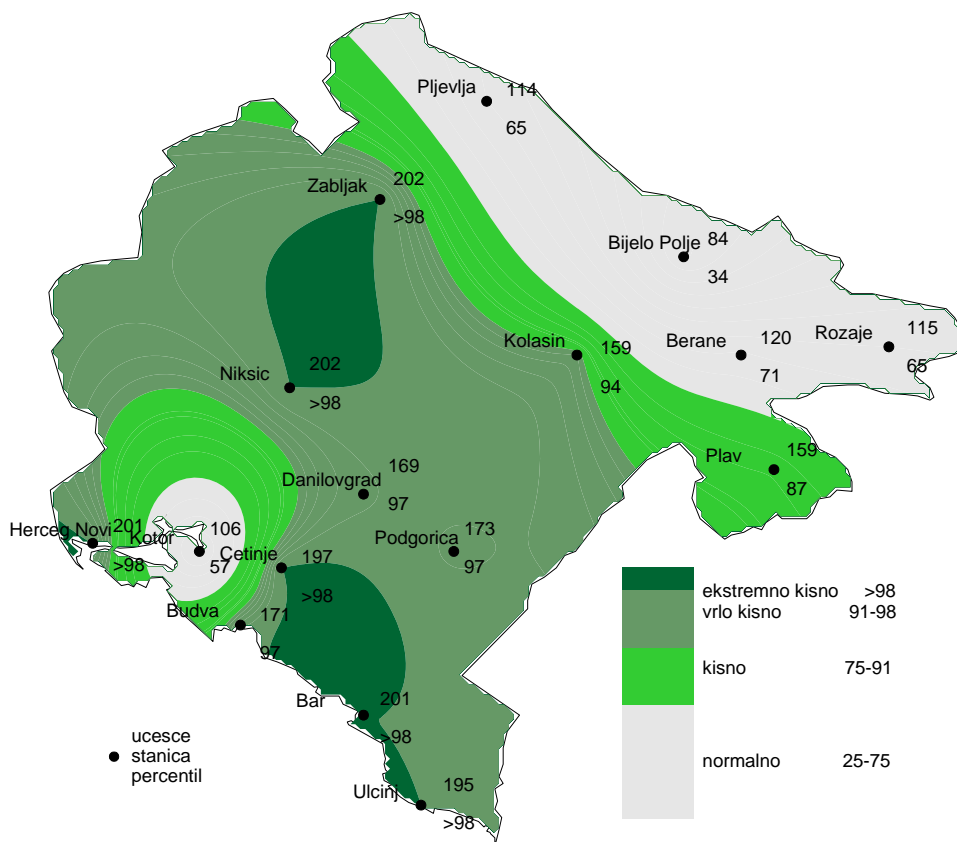 Pljevlja
114
65
Zabljak
202
>98
Bijelo Polje
84
34
Kolasin
159
94
Berane
120
71
Rozaje
115
65
Niksic
202
>98
Plav
159
87
Danilovgrad
169
97
Podgorica
173
97
Herceg Novi
201
>98
Kotor
106
57
Cetinje
197
>98
Budva
171
97
Bar
201
>98
Ulcinj
195
>98
ucesce
stanica
percentil
ekstremno kisno >98
vrlo kisno 91-98
kisno 75-91
normalno 25-75